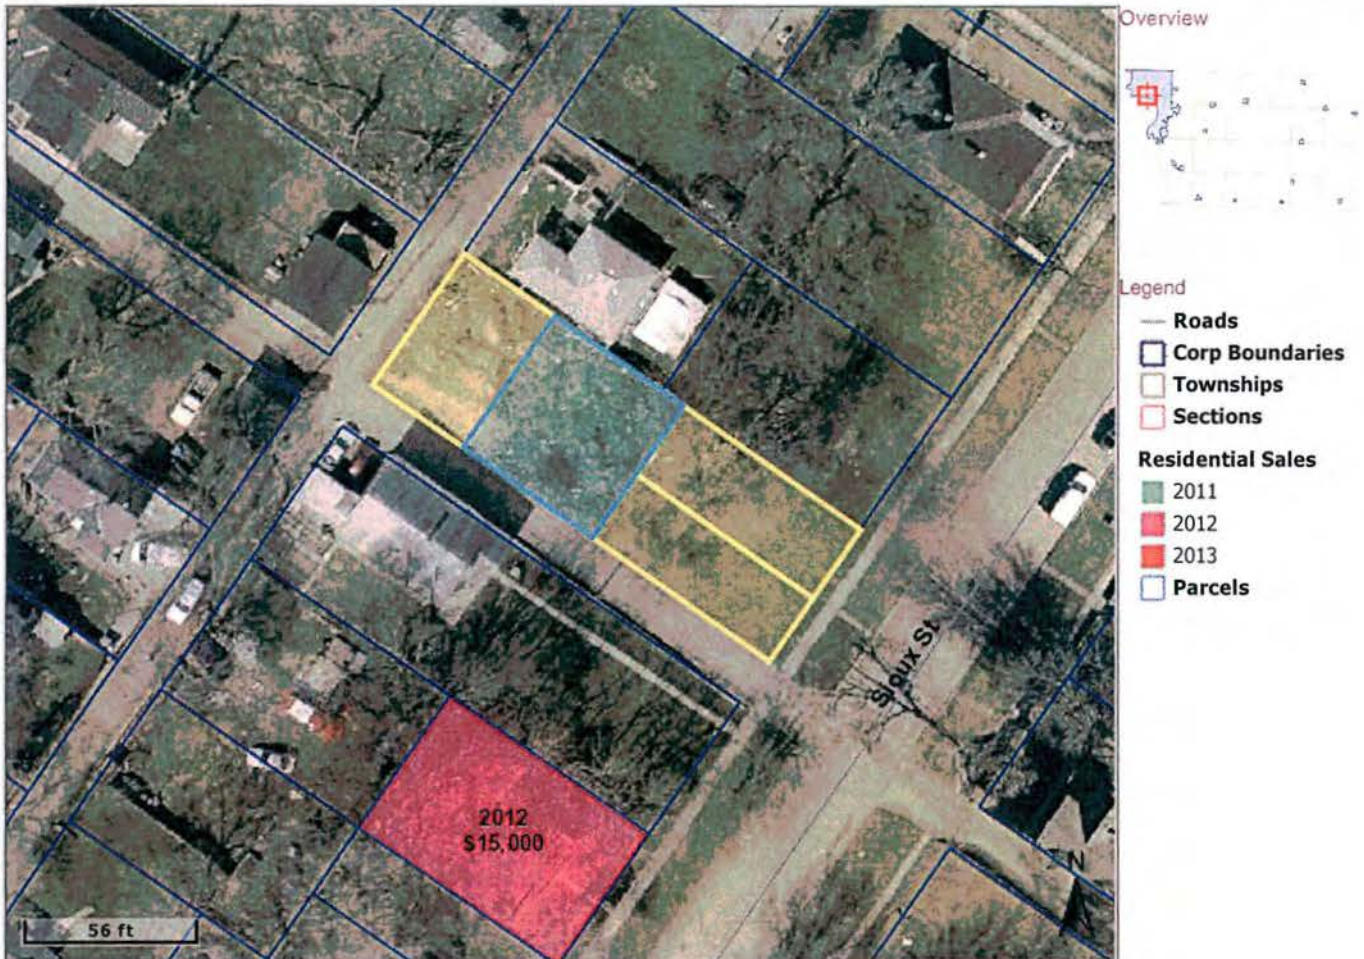 Overview
Legend
Roads
Corp Boundaries
Townships
Sections
Residential Sales
2011
2012
2013
Parcels
Sioux St
2012
$15,000
N
56 ft